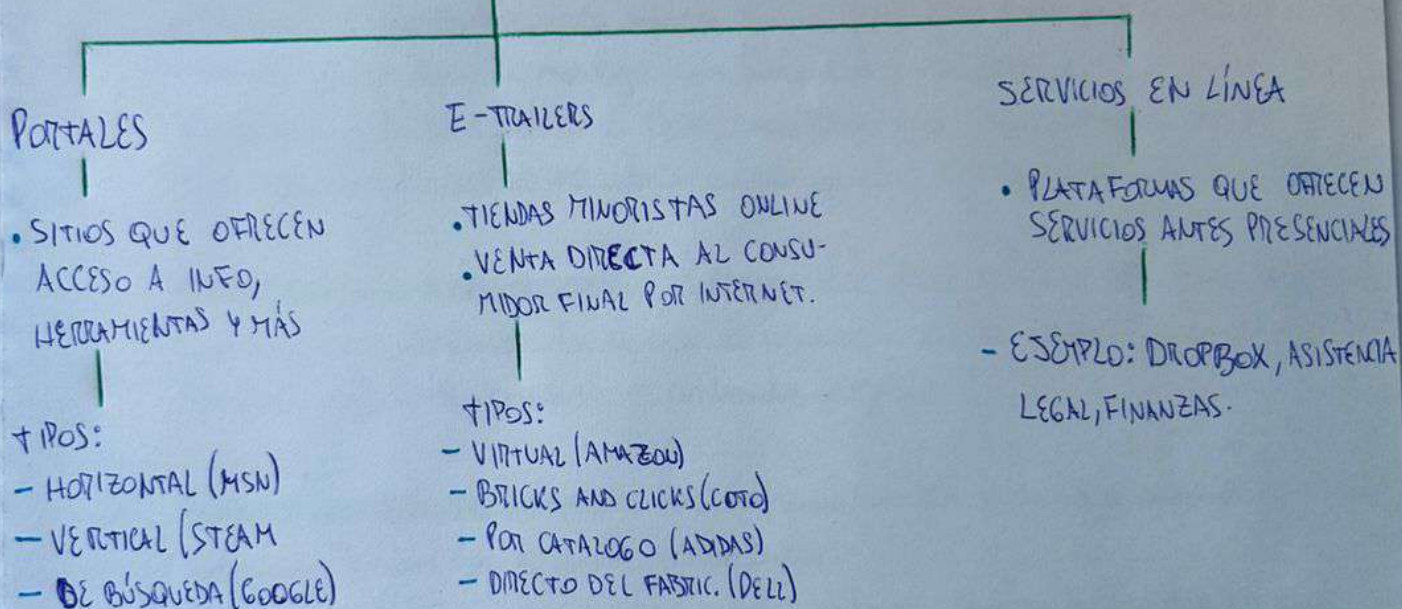 PORTALES
• SITIOS QUE OFRECEN
ACCESO A INFO,
HERRAMIENTAS Y MÁS
TIPOS:
– HORIZONTAL (MSN)
– VERTICAL (STEAM
– DE BÚSQUEDA (GOOGLE)
E-TRAILERS
• TIENDAS MINORISTAS ONLINE
• VENTA DIRECTA AL CONSU-
MIDOR FINAL POR INTERNET.
TIPOS:
– VIRTUAL (AMAZON)
– BRICKS AND CLICKS (COTO)
– POR CATALOGO (ADIDAS)
– DIRECTO DEL FABRIC. (DELL)
SERVICIOS EN LÍNEA
• PLATAFORMAS QUE OFRECEN
SERVICIOS ANTES PRESENCIALES
– EJEMPLO: DROPBOX, ASISTENCIA
LEGAL, FINANZAS.